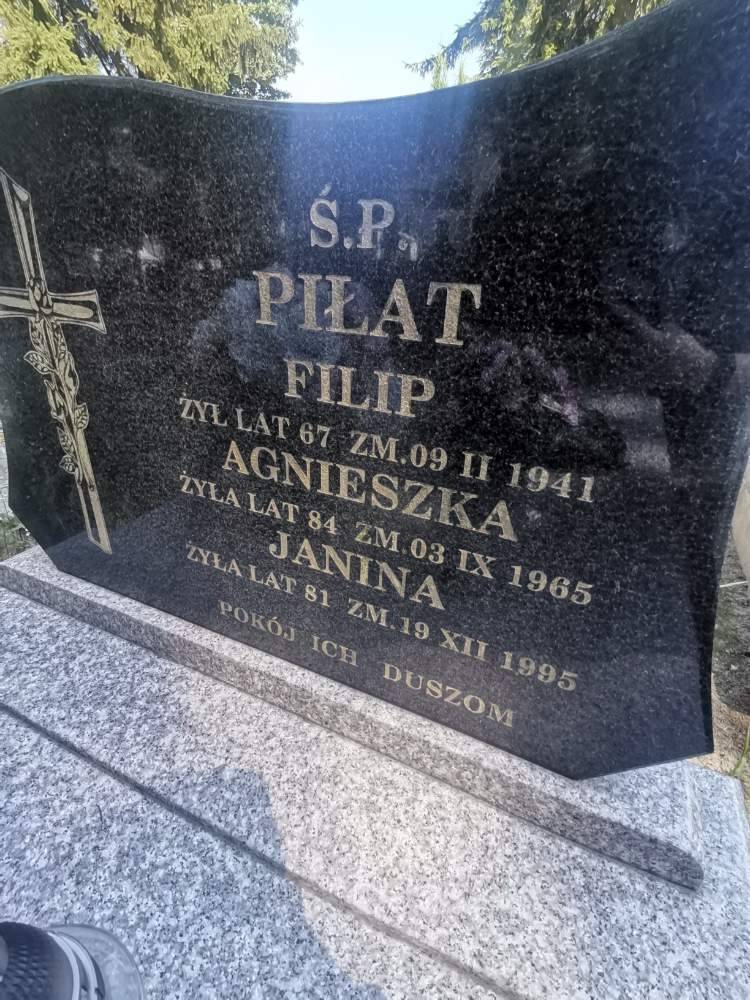 Ś.P.
PIŁAT
FILIP
ŻYŁ LAT 67 ZM.09 II 1941
AGNIESZKA
ŻYŁA LAT 84 ZM.03 IX 1965
JANINA
ŻYŁA LAT 81 ZM.19 XII 1995
POKÓJ ICH DUSZOM